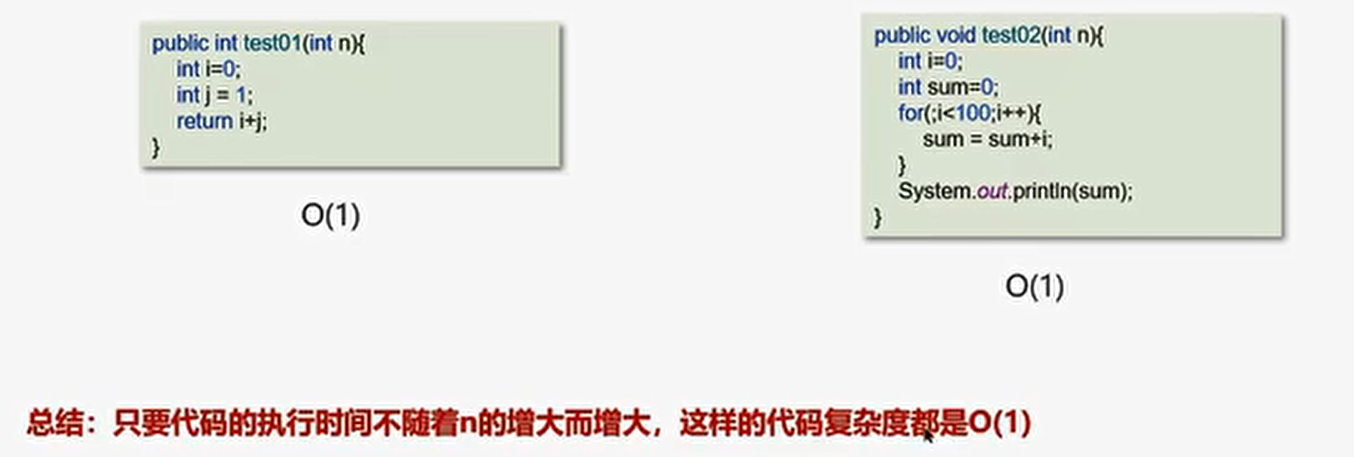 public int test01(int n){
int i=0;
int j = 1;
return i+j;
}
O(1)
public void test02(int n){
int i=0;
int sum=0;
for(;i<100;i++){
sum = sum+i;
}
System.out.println(sum);
}
O(1)
总结：只要代码的执行时间不随着n的增大而增大，这样的代码复杂度都是O(1)